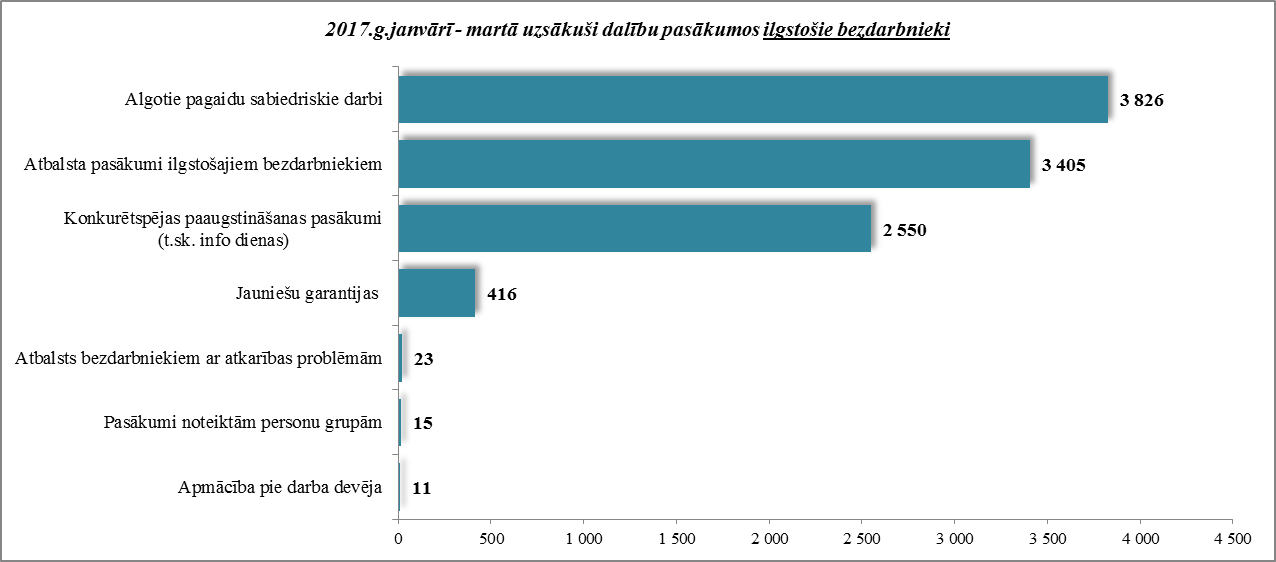 2017.g.janvārī - martā uzsākuši dalību pasākumos ilgstošie bezdarbnieki
Algotie pagaidu sabiedriskie darbi
3 826
Atbalsta pasākumi ilgstošajiem bezdarbniekiem
3 405
Konkurētspējas paaugstināšanas pasākumi
(t.sk. info dienas)
2 550
Jauniešu garantijas
416
Atbalsts bezdarbniekiem ar atkarības problēmām
23
Pasākumi noteiktām personu grupām
15
Apmācība pie darba devēja
11
0 500 1 000 1 500 2 000 2 500 3 000 3 500 4 000 4 500